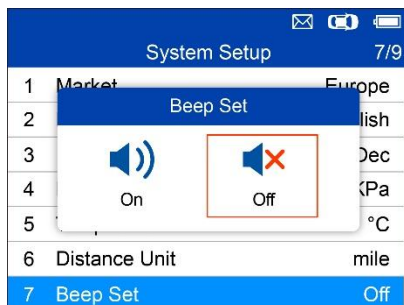 System Setup 7/9
1 Market Europe
Beep Set
2 lish
3 Dec
4 KPa
On Off
5 °C
6 Distance Unit mile
7 Beep Set Off